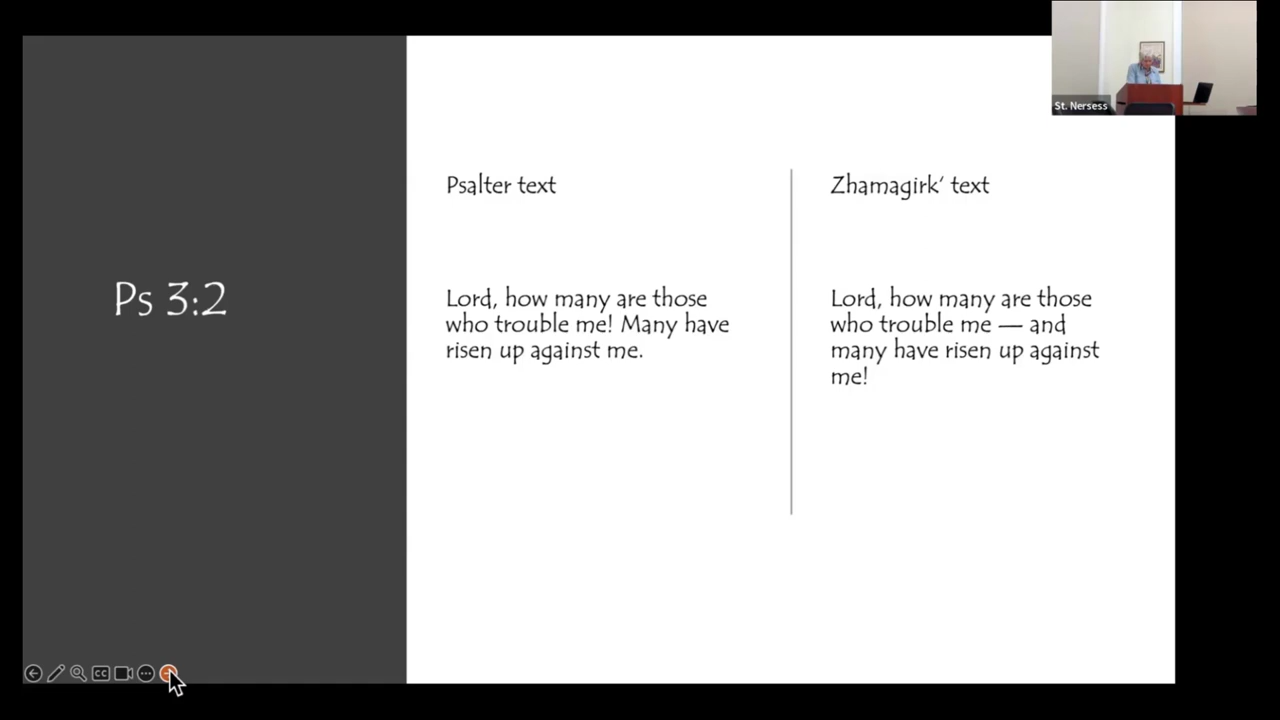 St. Nersess
Ps 3:2
Psalter text
Lord, how many are those
who trouble me! Many have
risen up against me.
Zhamagirk’ text
Lord, how many are those
who trouble me — and
many have risen up against
me!
CC